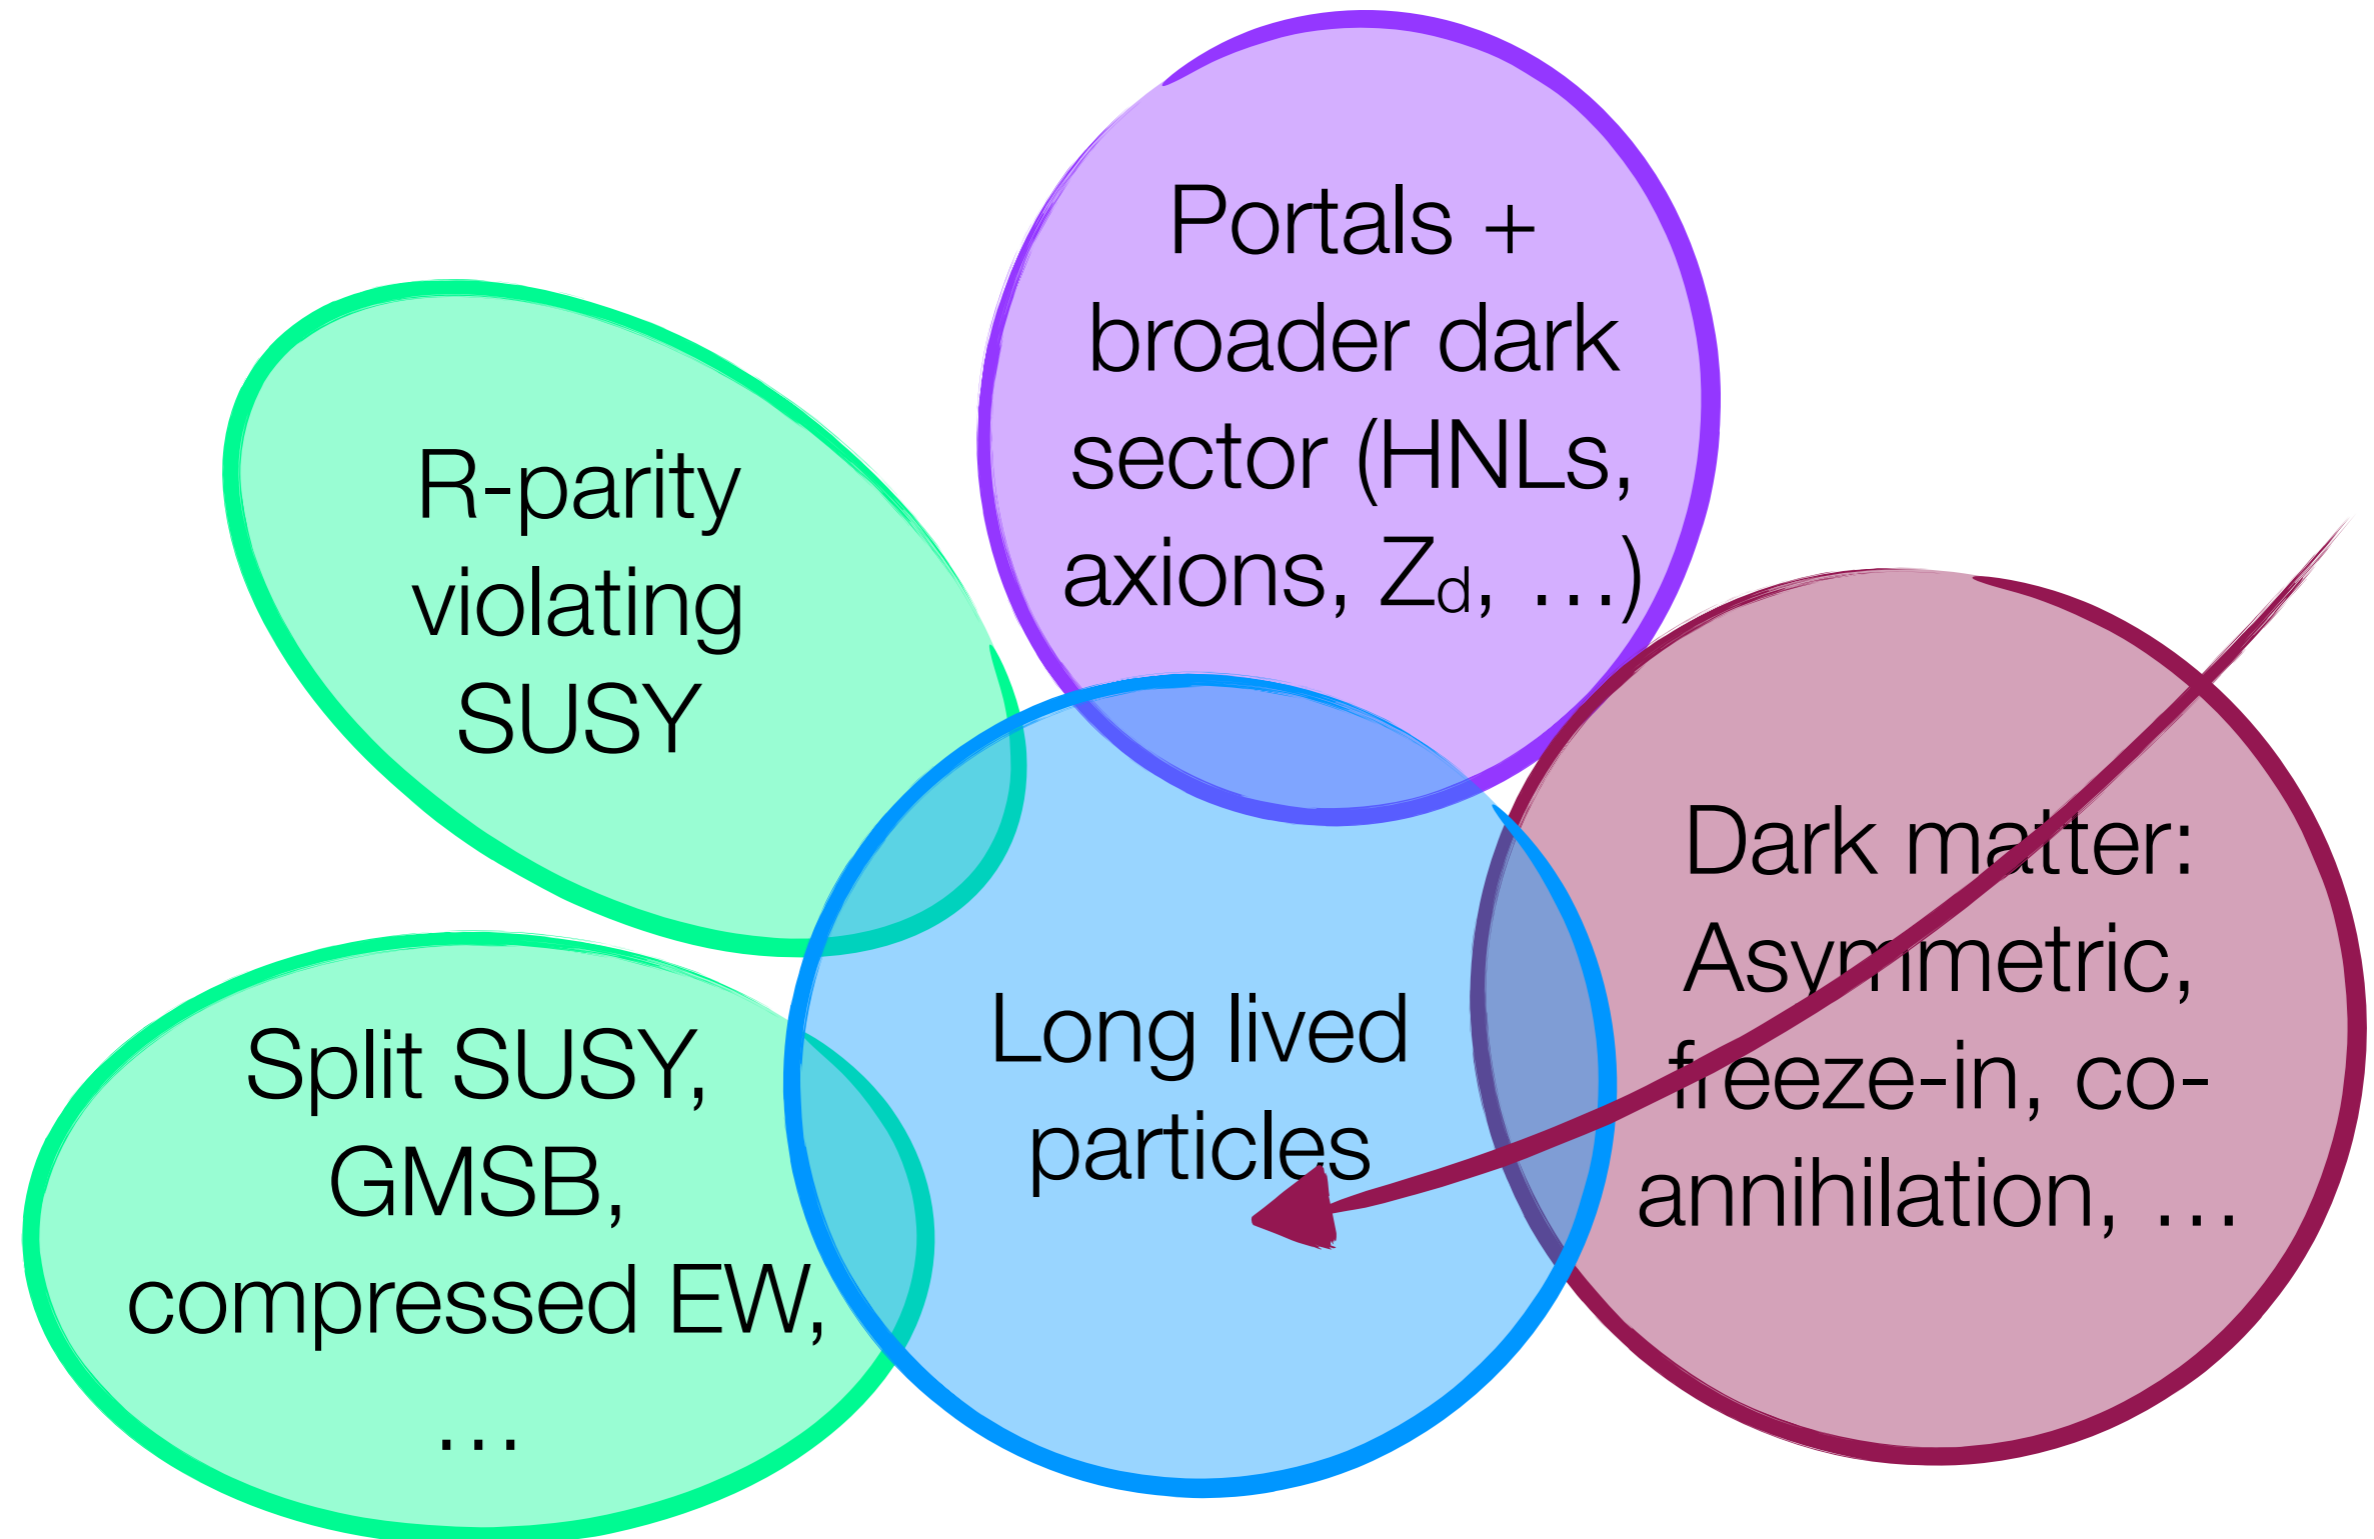 Portals +
broader dark
sector (HNLs,
axions, Zd, …)
R-parity
violating
SUSY
Dark matter:
Asymmetric,
freeze-in, co-
annihilation, …
Long lived
particles
Split SUSY,
GMSB,
compressed EW,
…